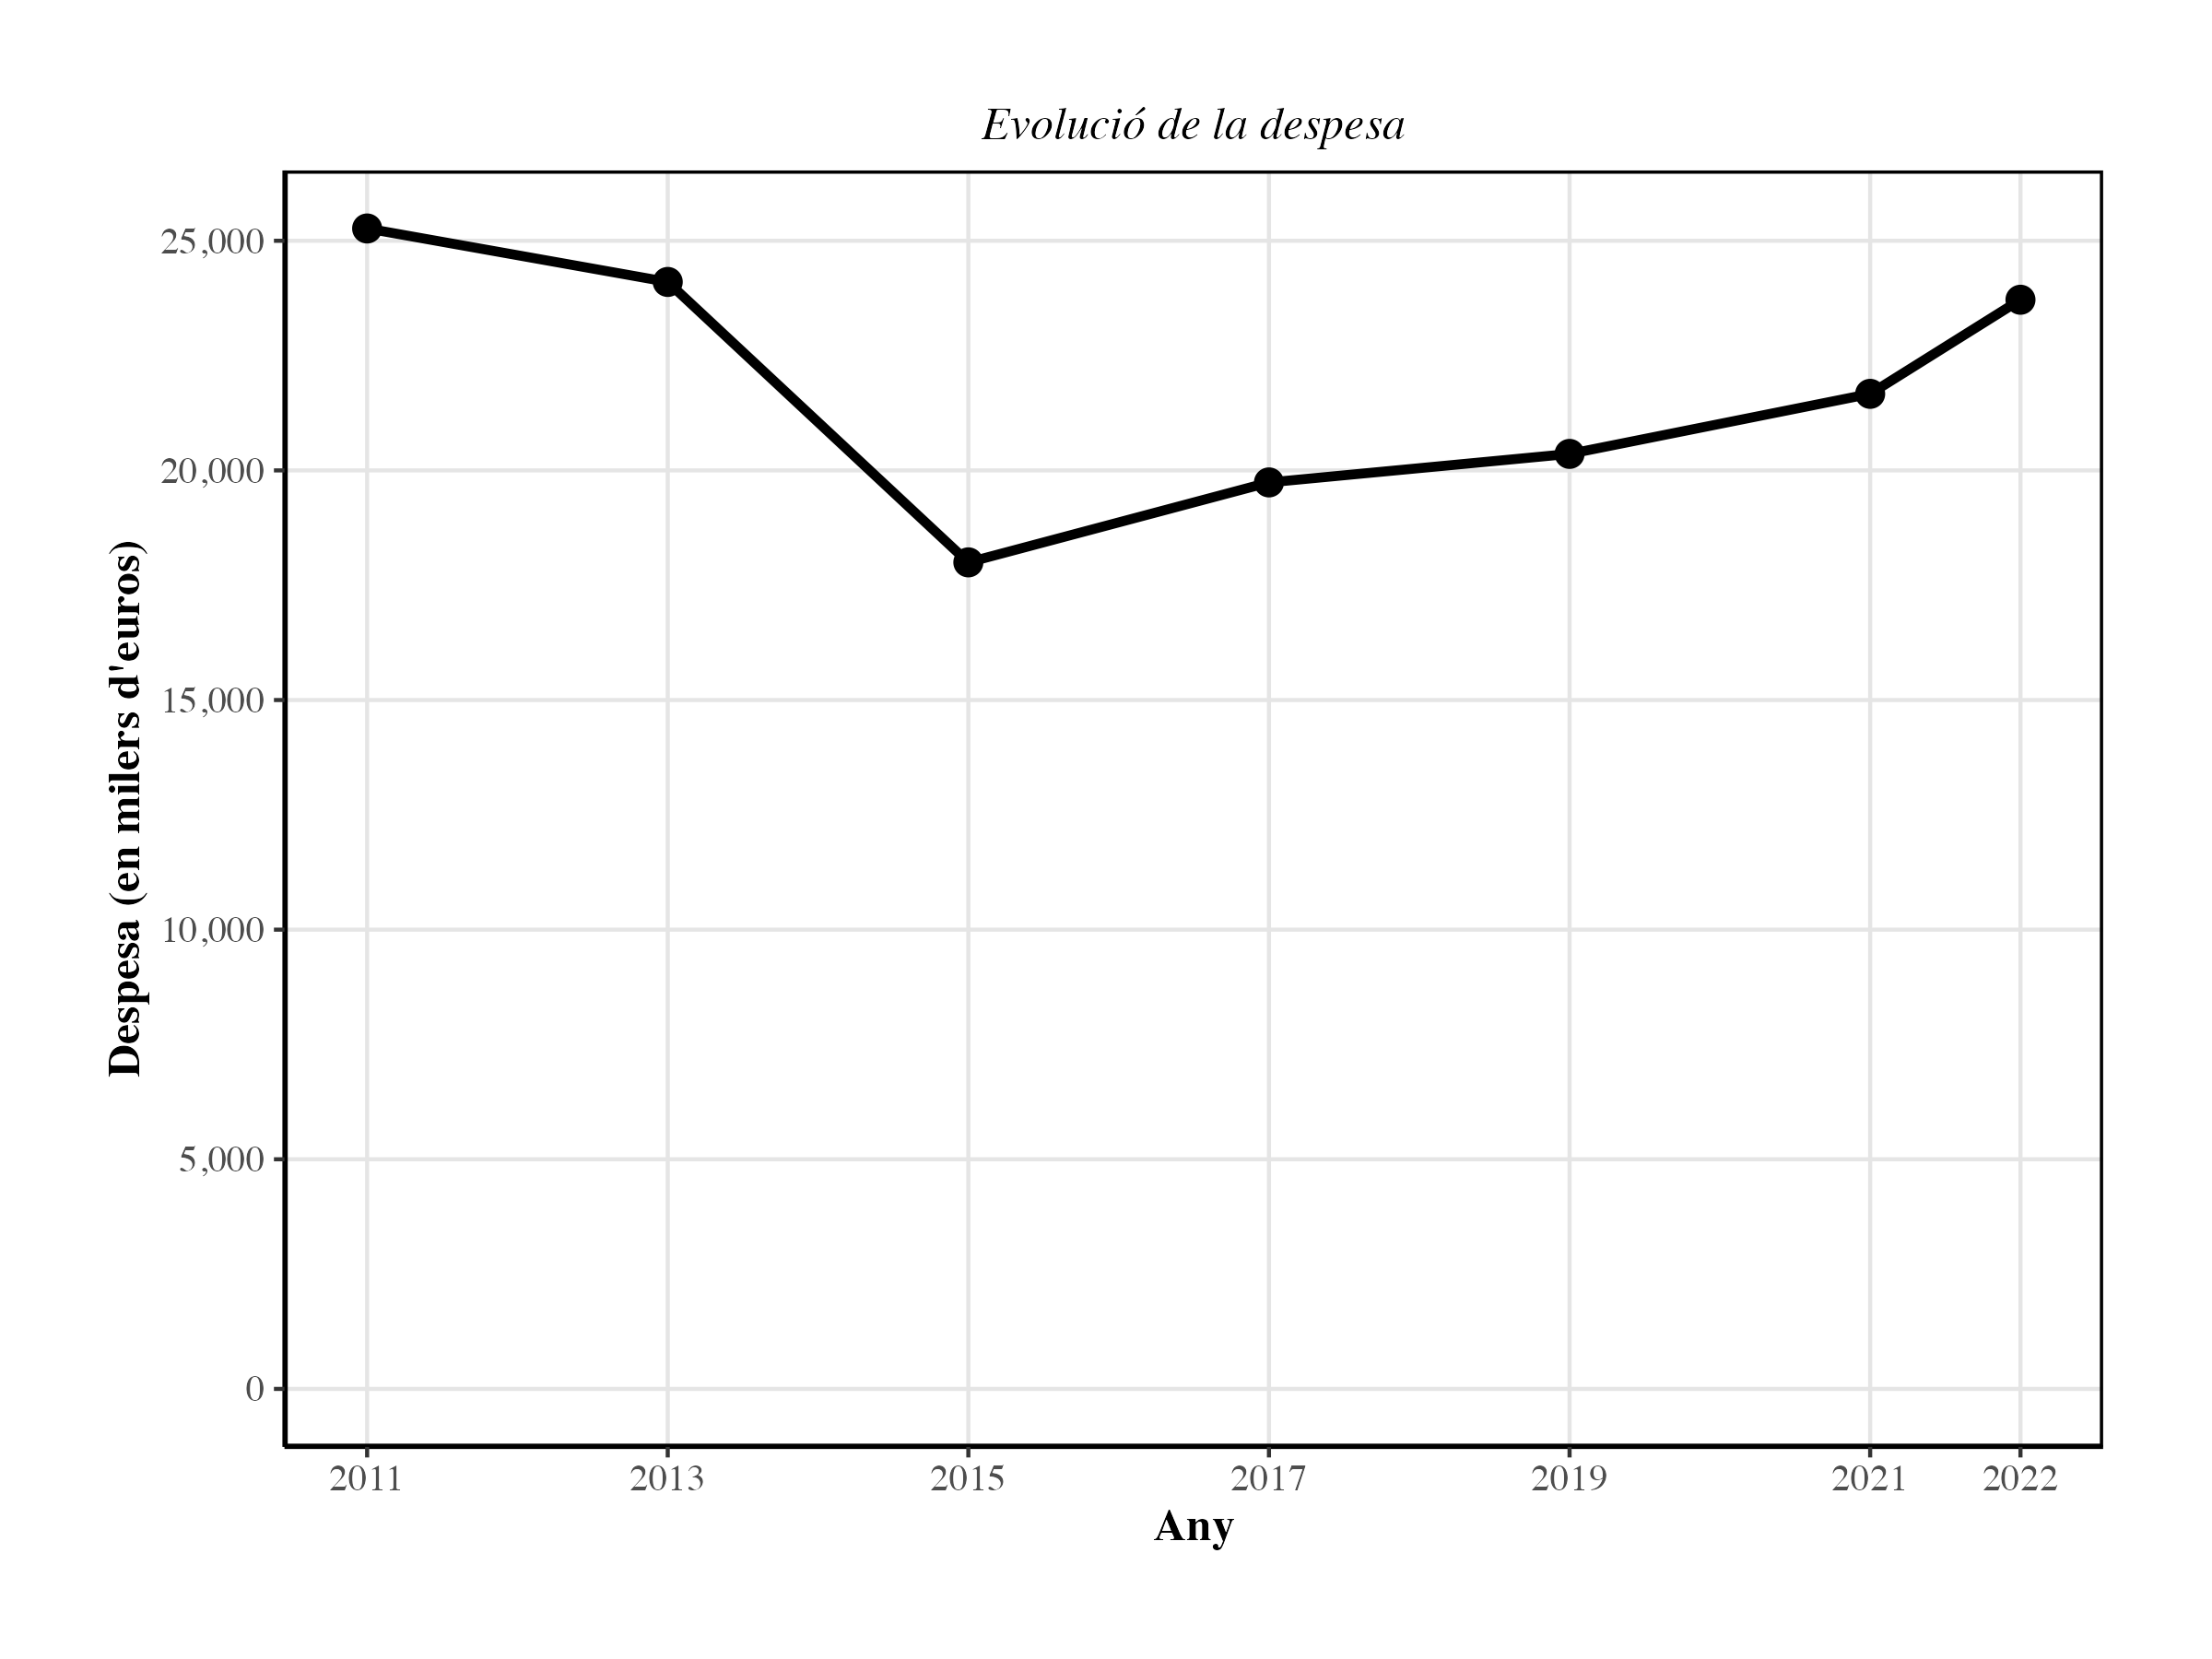 Evolució de la despesa
Despesa (en milers d'euros)
25,000
20,000
15,000
10,000
5,000
0
2011 2013 2015 2017 2019 2021 2022
Any